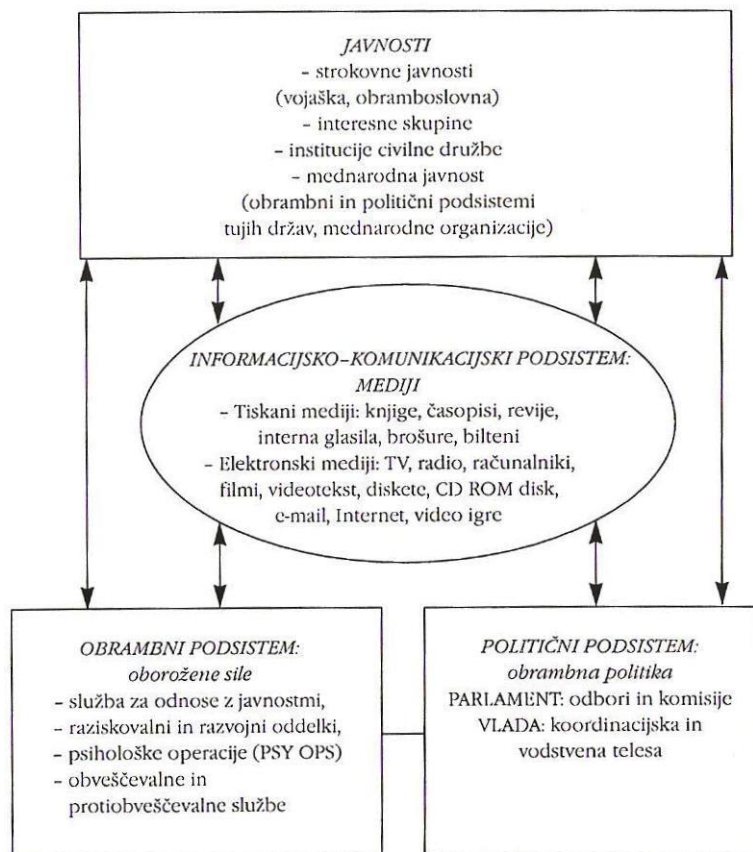 JAVNOSTI
– strokovne javnosti
(vojaška, obramboslovna)
– interesne skupine
– institucije civilne družbe
– mednarodna javnost
(obrambni in politični podsistemi
tujih držav, mednarodne organizacije)
INFORMACIJSKO–KOMUNIKACIJSKI PODSISTEM:
MEDIJI
– Tiskani mediji: knjige, časopisi, revije,
interna glasila, brošure, bilteni
– Elektronski mediji: TV, radio, računalniki,
filmi, videotekst, diskete, CD ROM disk,
e-mail, Internet, video igre
OBRAMBNI PODSISTEM:
oborožene sile
– služba za odnose z javnostmi,
– raziskovalni in razvojni oddelki,
– psihološke operacije (PSY OPS)
– obveščevalne in
protiobveščevalne službe
POLITIČNI PODSISTEM:
obrambna politika
PARLAMENT: odbori in komisije
VLADA: koordinacijska in
vodstvena telesa